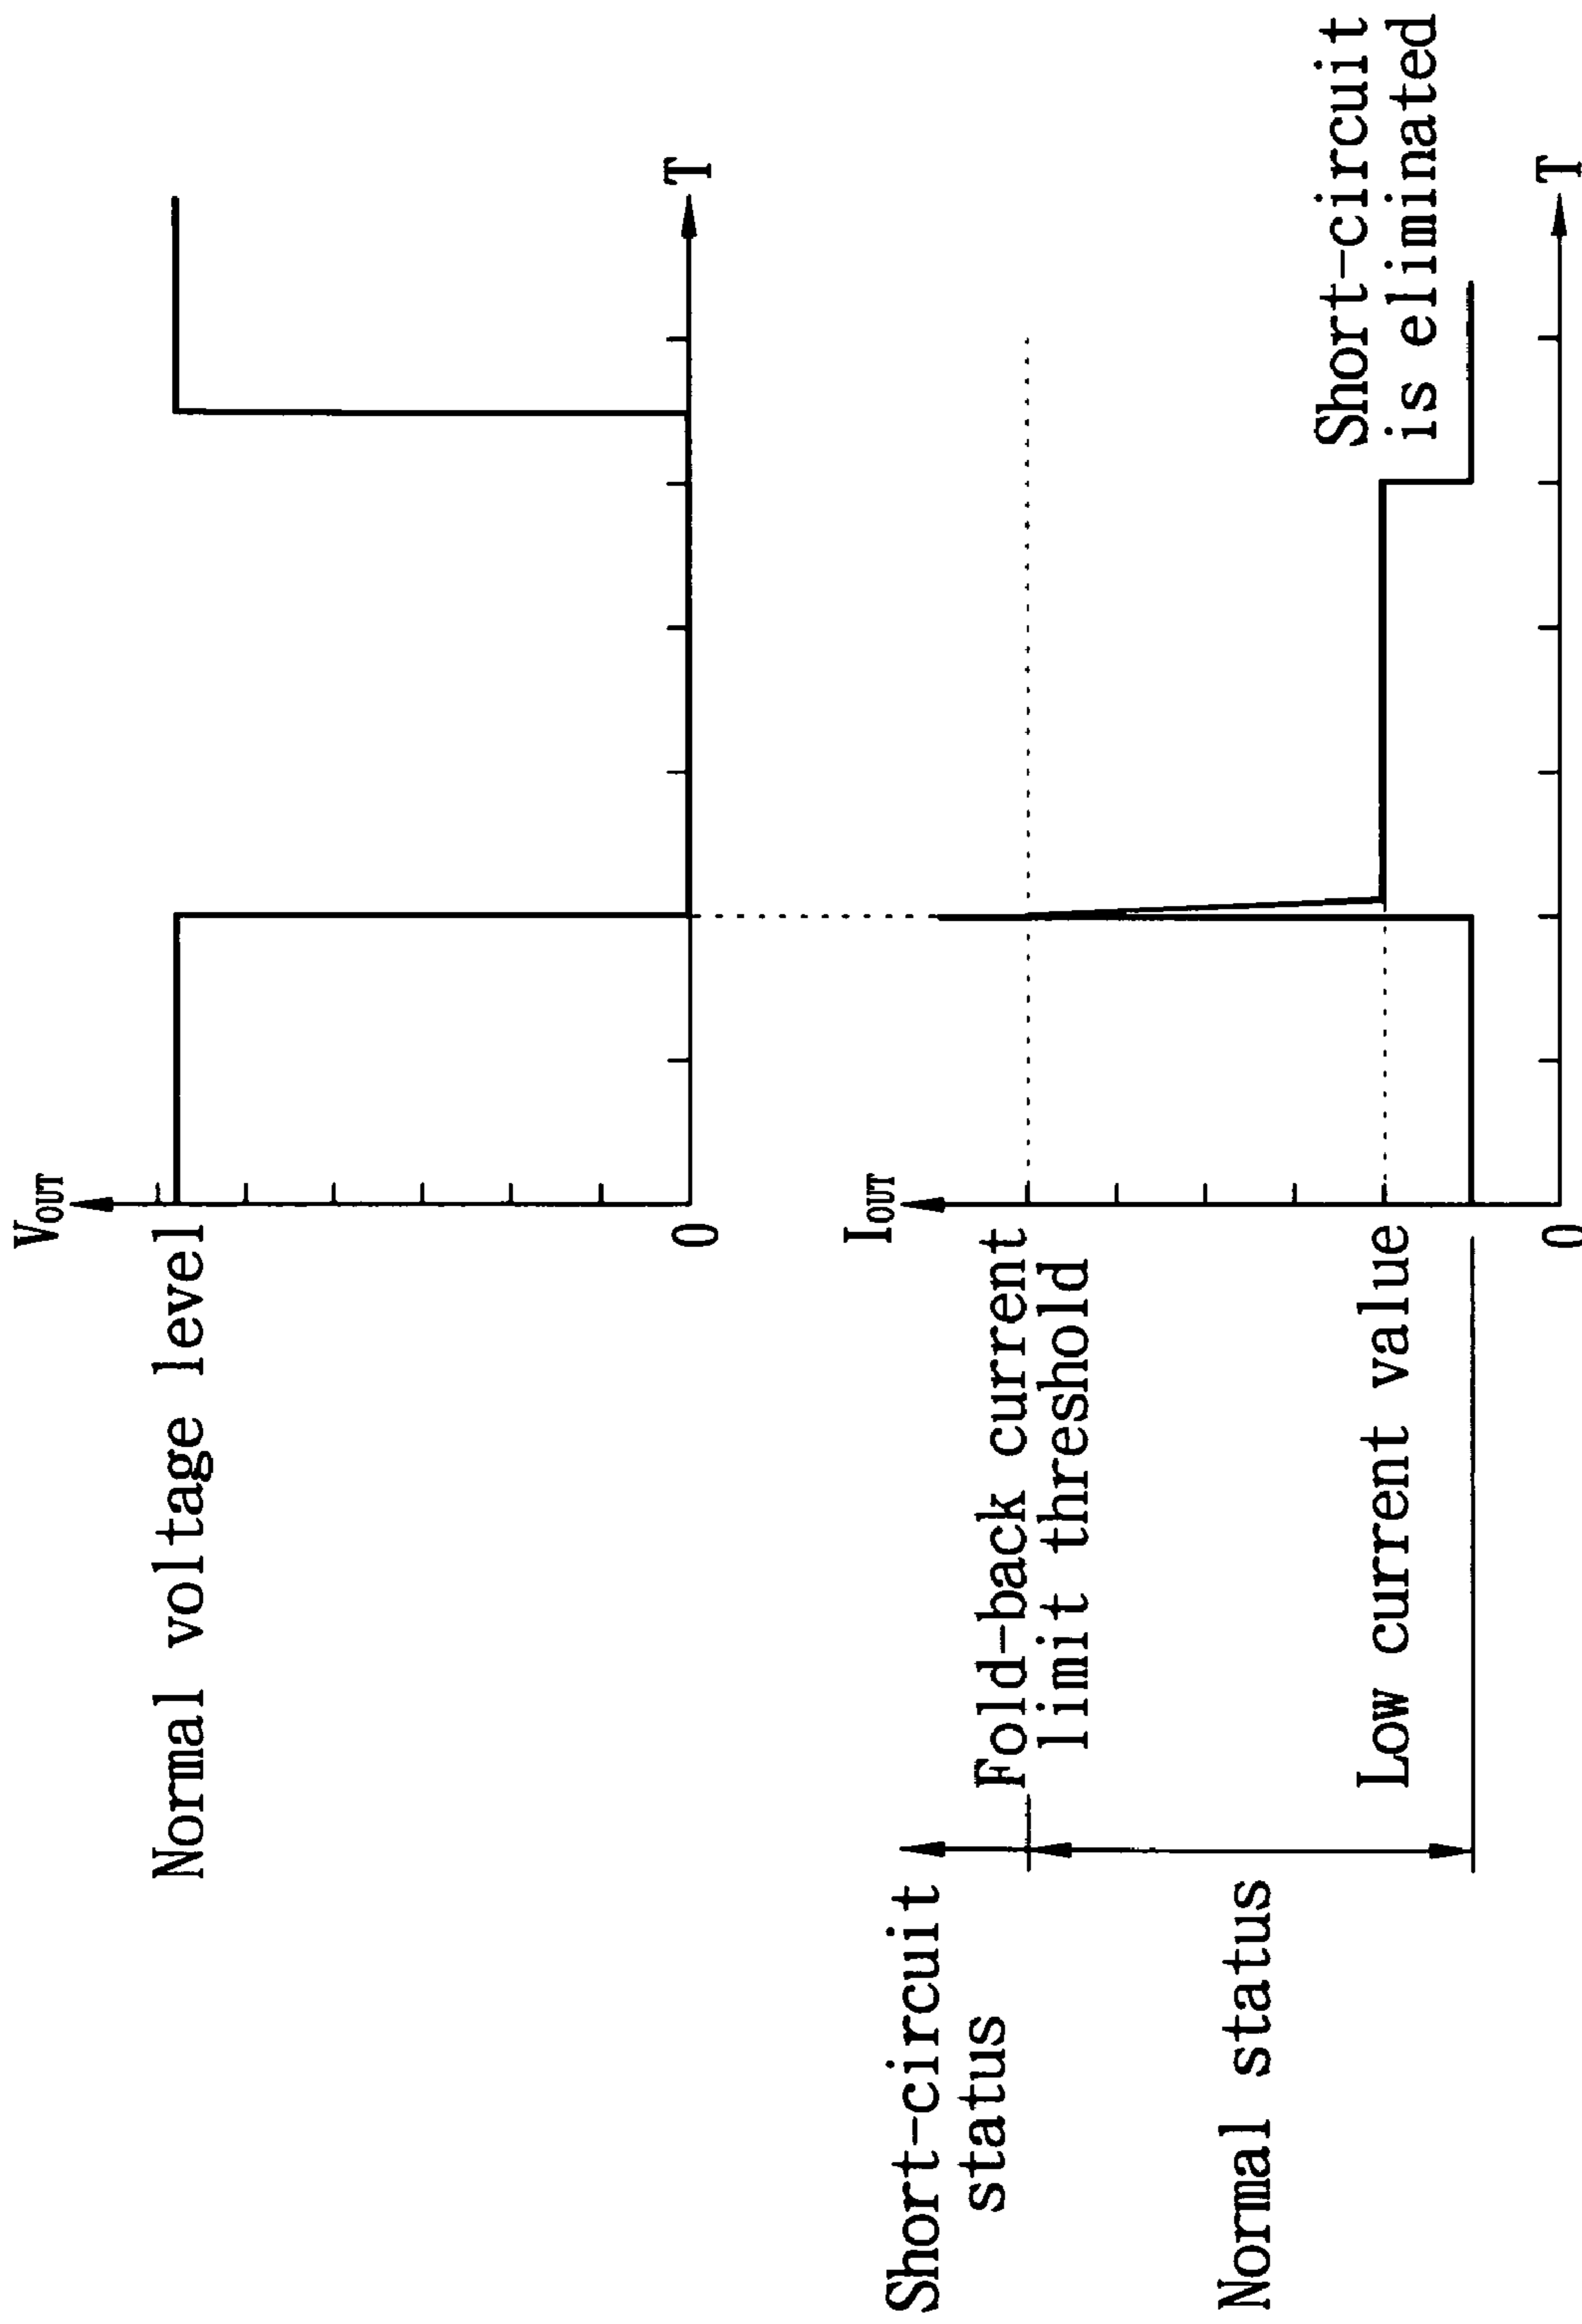 V_OUT
Normal voltage level
0
T
I_OUT
Short-circuit
status
Fold-back current
limit threshold
Normal status
Low current value
Short-circuit
is eliminated
0
T